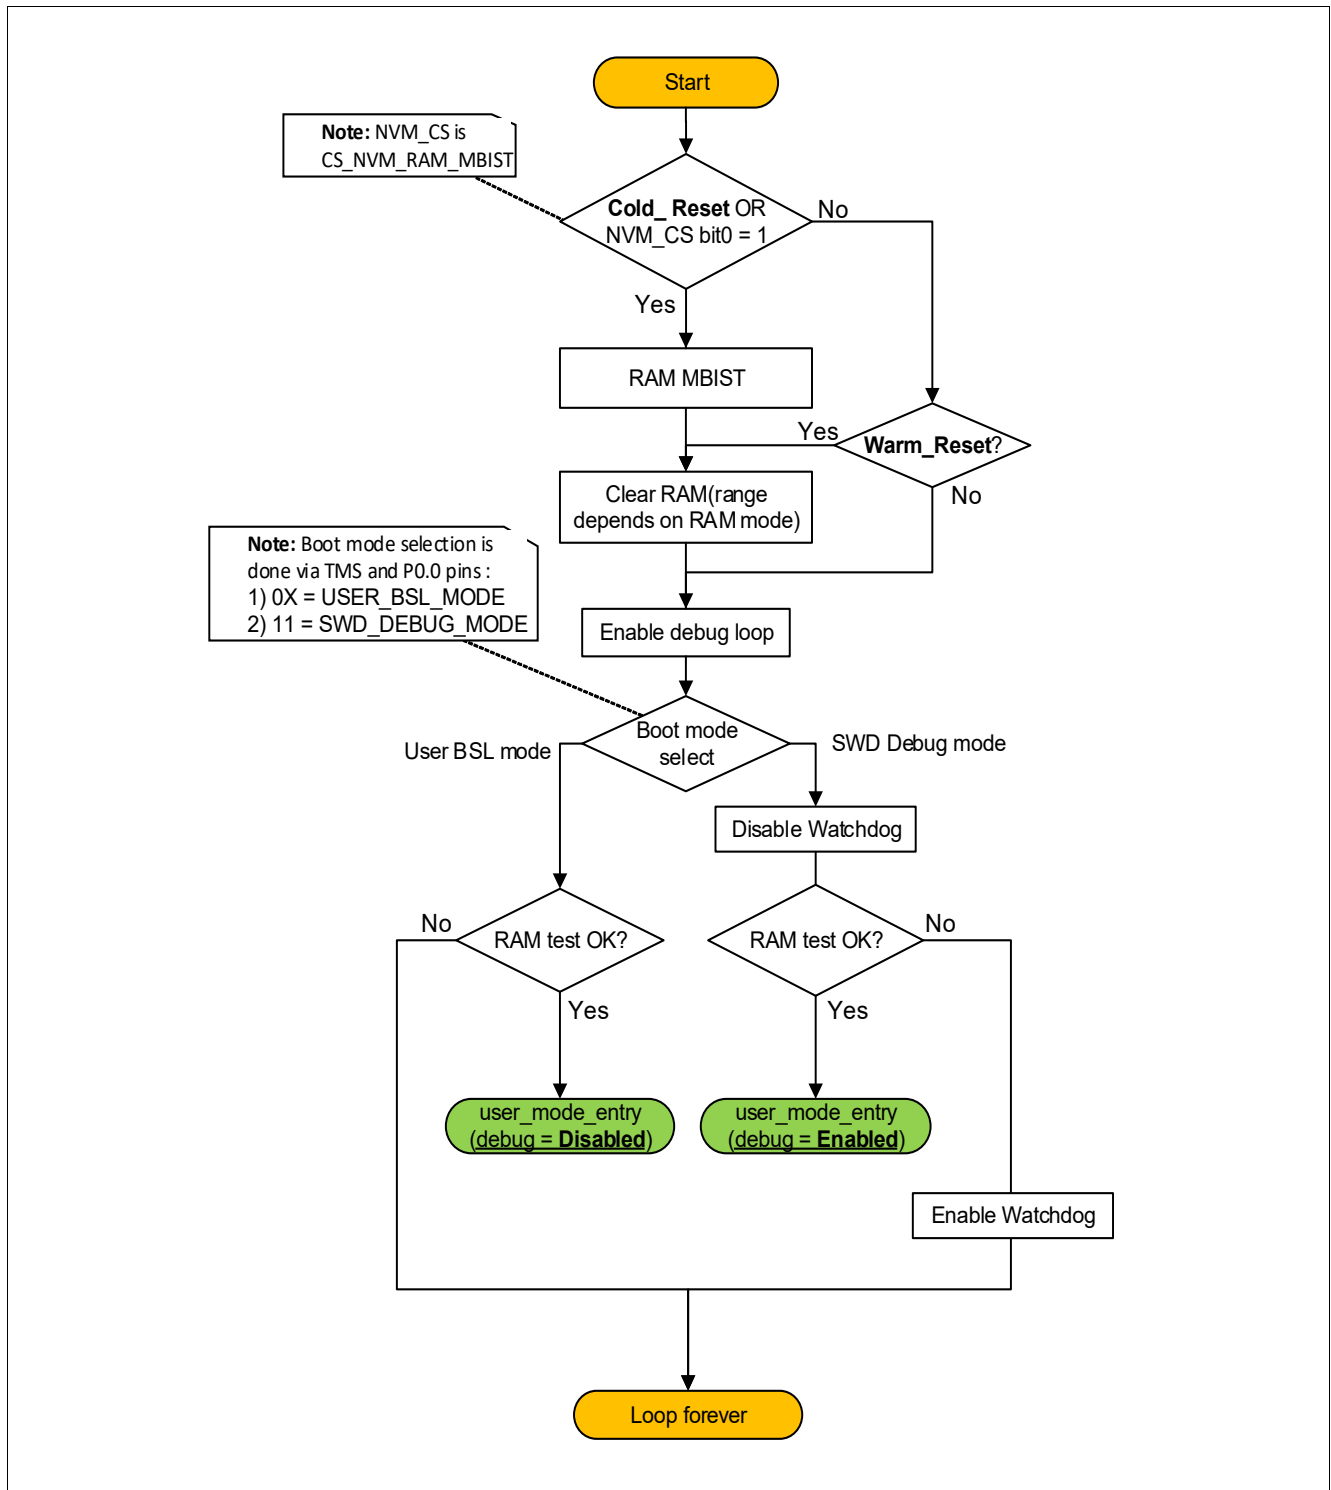 Start
Note: NVM_CS is
CS_NVM_RAM_MBIST
Cold_ Reset OR
NVM_CS bit0 = 1
No
Yes
RAM MBIST
Yes
Warm_Reset?
No
Clear RAM(range
depends on RAM mode)
Note: Boot mode selection is
done via TMS and P0.0 pins :
1) 0X = USER_BSL_MODE
2) 11 = SWD_DEBUG_MODE
Enable debug loop
Boot mode
select
User BSL mode
SWD Debug mode
Disable Watchdog
No
RAM test OK?
Yes
RAM test OK?
No
Yes
user_mode_entry
(debug = Disabled)
user_mode_entry
(debug = Enabled)
Enable Watchdog
Loop forever